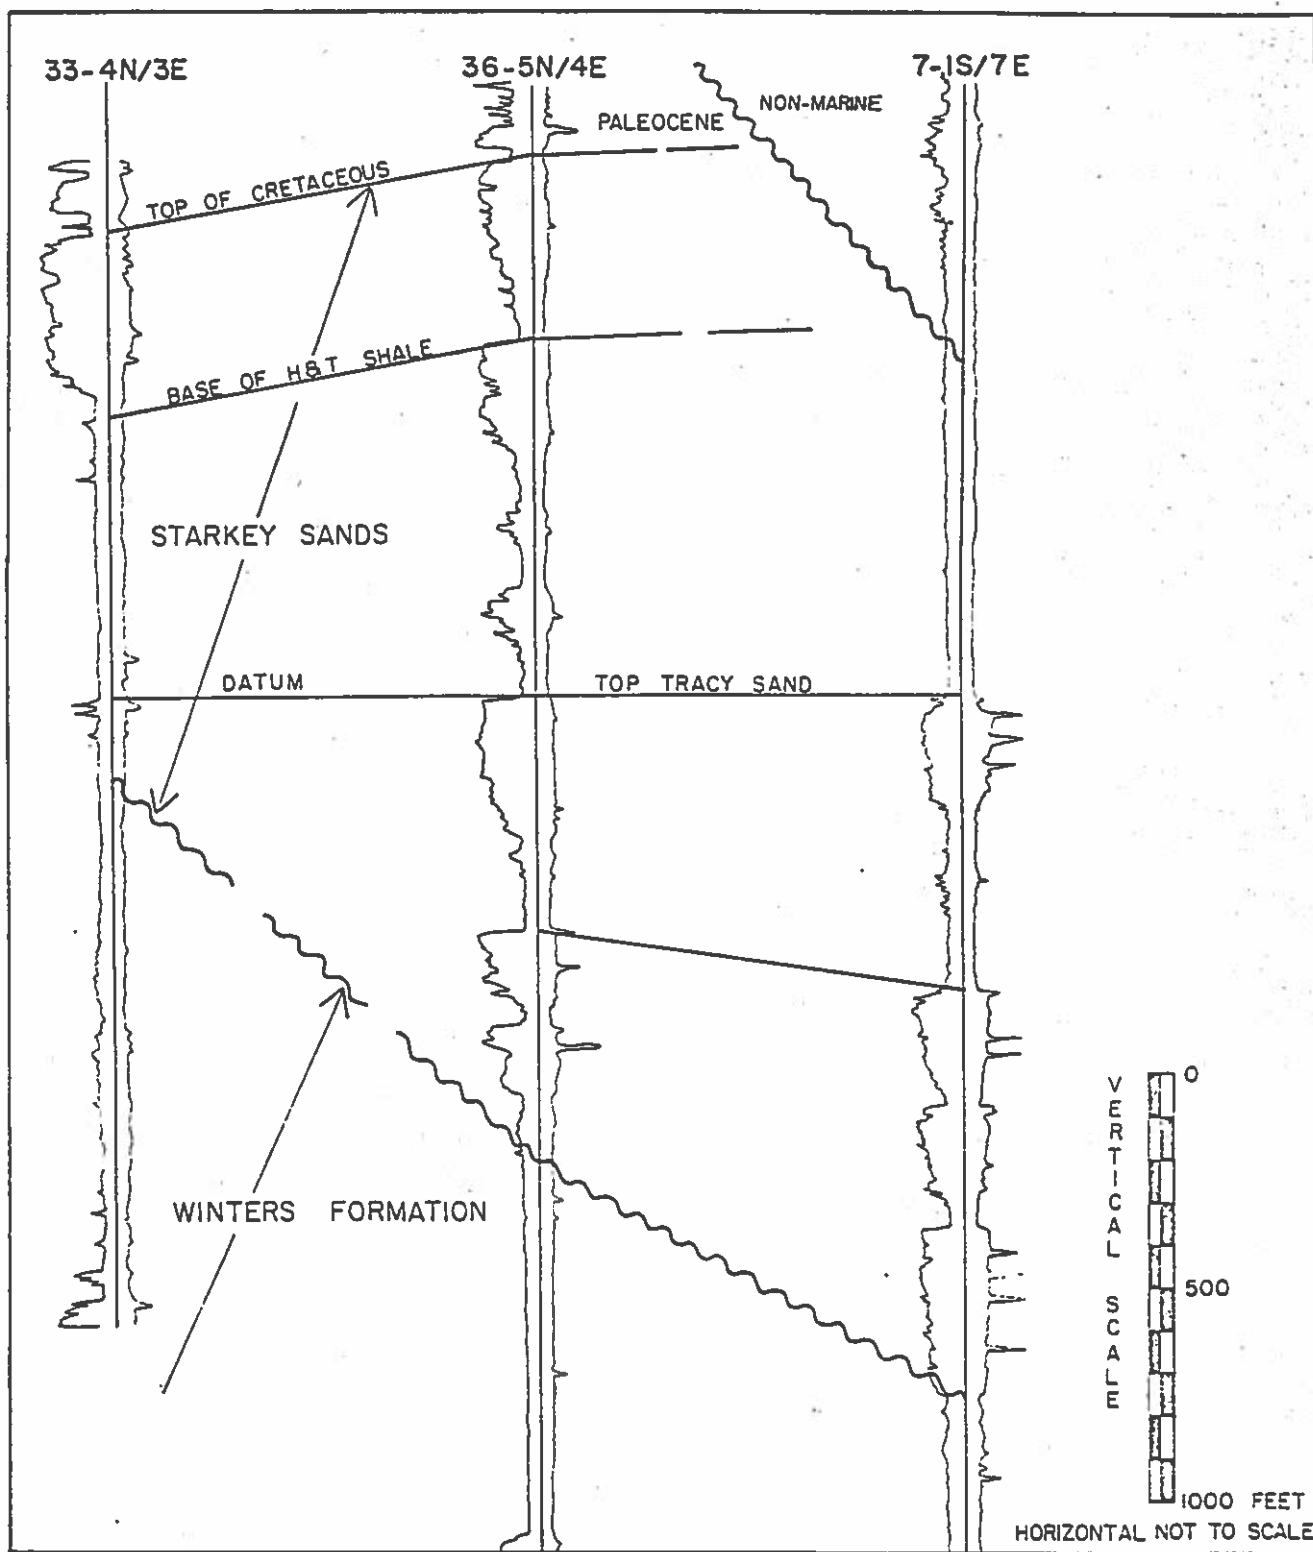 33-4N/3E
36-5N/4E
7-1S/7E
NON-MARINE
PALEOCENE
TOP OF CRETACEOUS
BASE OF H&T SHALE
STARKEY SANDS
DATUM
TOP TRACY SAND
WINTERS FORMATION
VERTICAL SCALE
0
500
1000 FEET
HORIZONTAL NOT TO SCALE